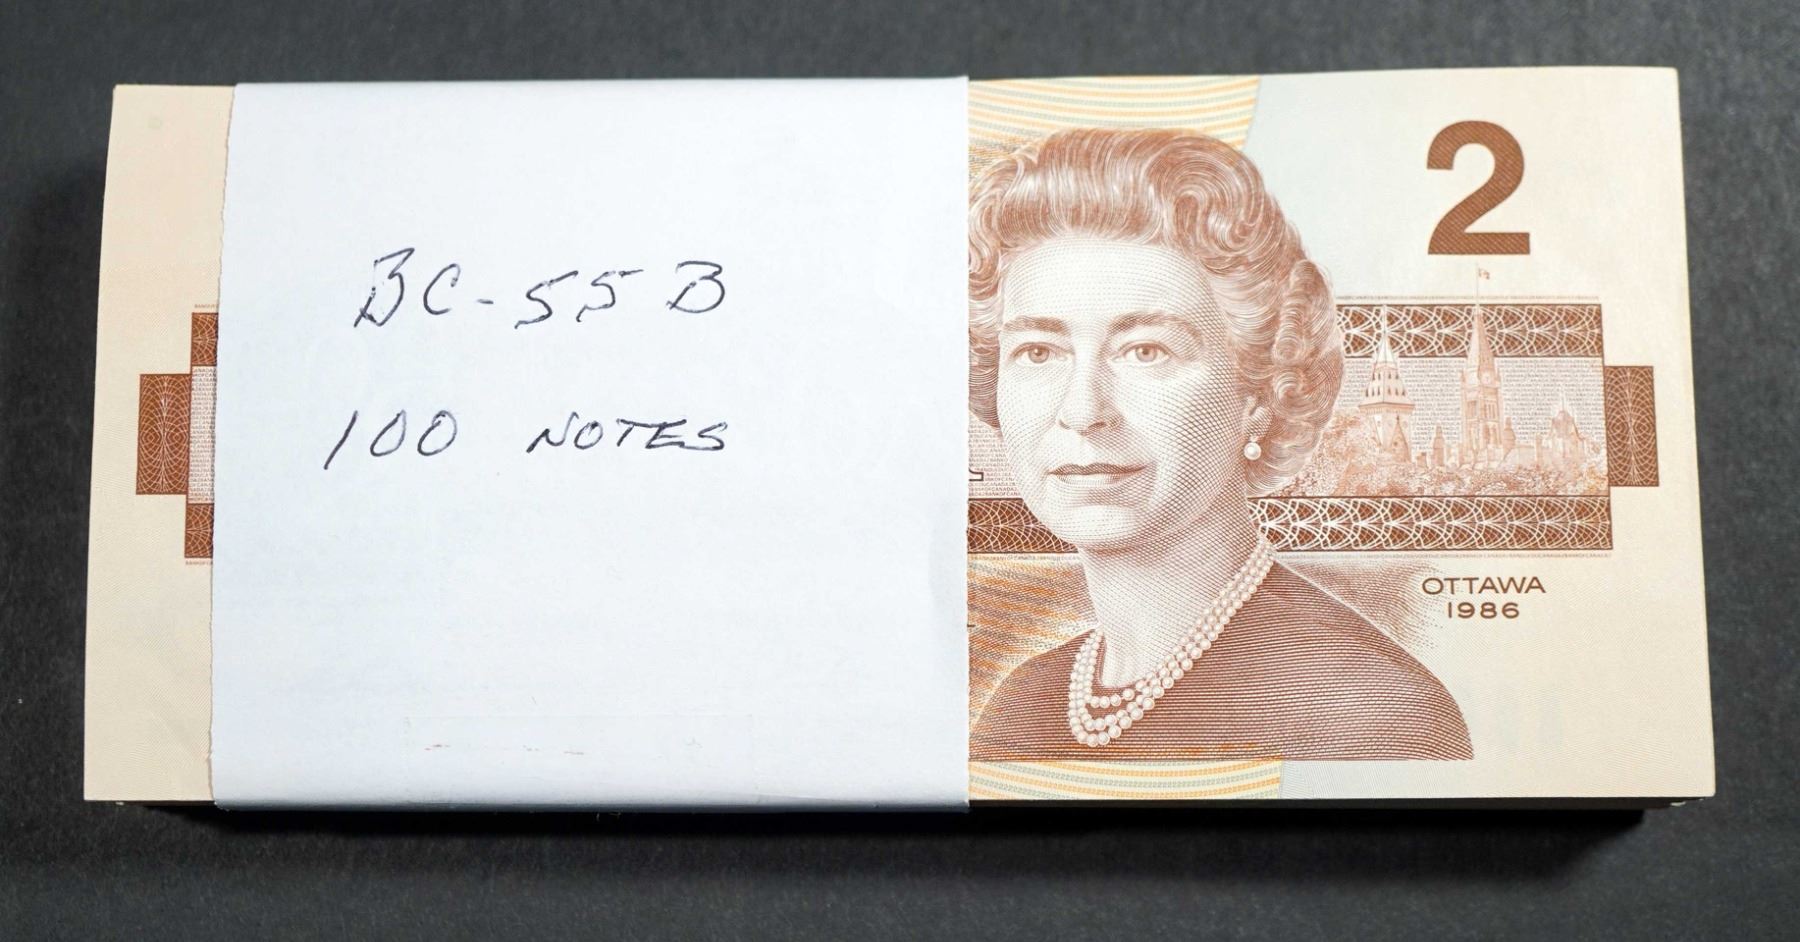 2
BC-55B
100 NOTES
OTTAWA
1986